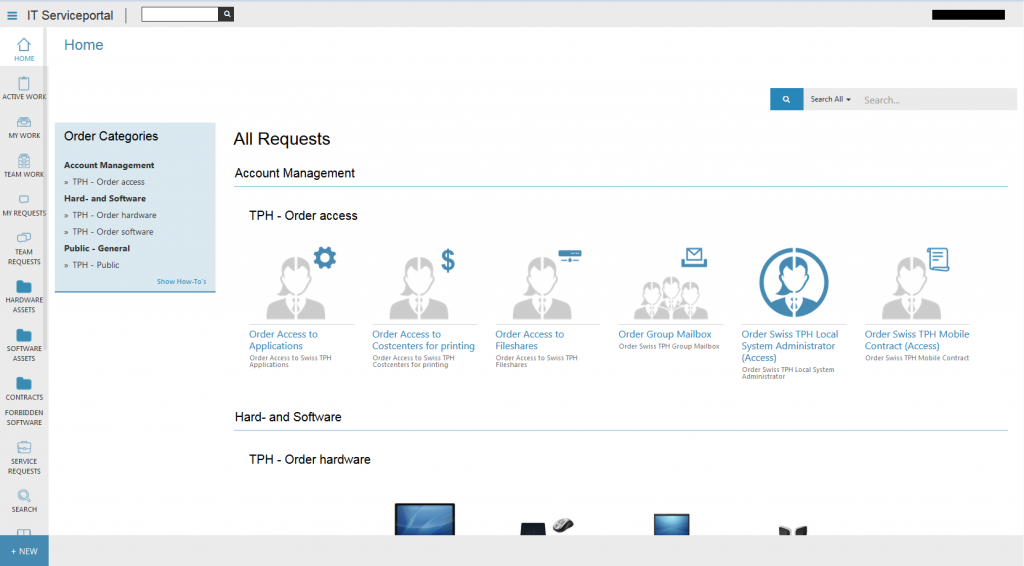 IT Serviceportal
Home
HOME
ACTIVE WORK
MY WORK
TEAM WORK
MY REQUESTS
TEAM
REQUESTS
HARDWARE
ASSETS
SOFTWARE
ASSETS
CONTRACTS
FORBIDDEN
SOFTWARE
SERVICE
REQUESTS
SEARCH
+ NEW
Search All
Search...
Order Categories
Account Management
» TPH - Order access
Hard- and Software
» TPH - Order hardware
» TPH - Order software
Public - General
» TPH - Public
Show How-To´s
All Requests
Account Management
TPH - Order access
Order Access to
Applications
Order Access to Swiss TPH
Applications
Order Access to
Costcenters for printing
Order Access to Swiss TPH
Costcenters for printing
Order Access to
Fileshares
Order Access to Swiss TPH
Fileshares
Order Group Mailbox
Order Swiss TPH Group Mailbox
Order Swiss TPH Local
System Administrator
(Access)
Order Swiss TPH Local System
Administrator
Order Swiss TPH Mobile
Contract (Access)
Order Swiss TPH Mobile Contract
Hard- and Software
TPH - Order hardware